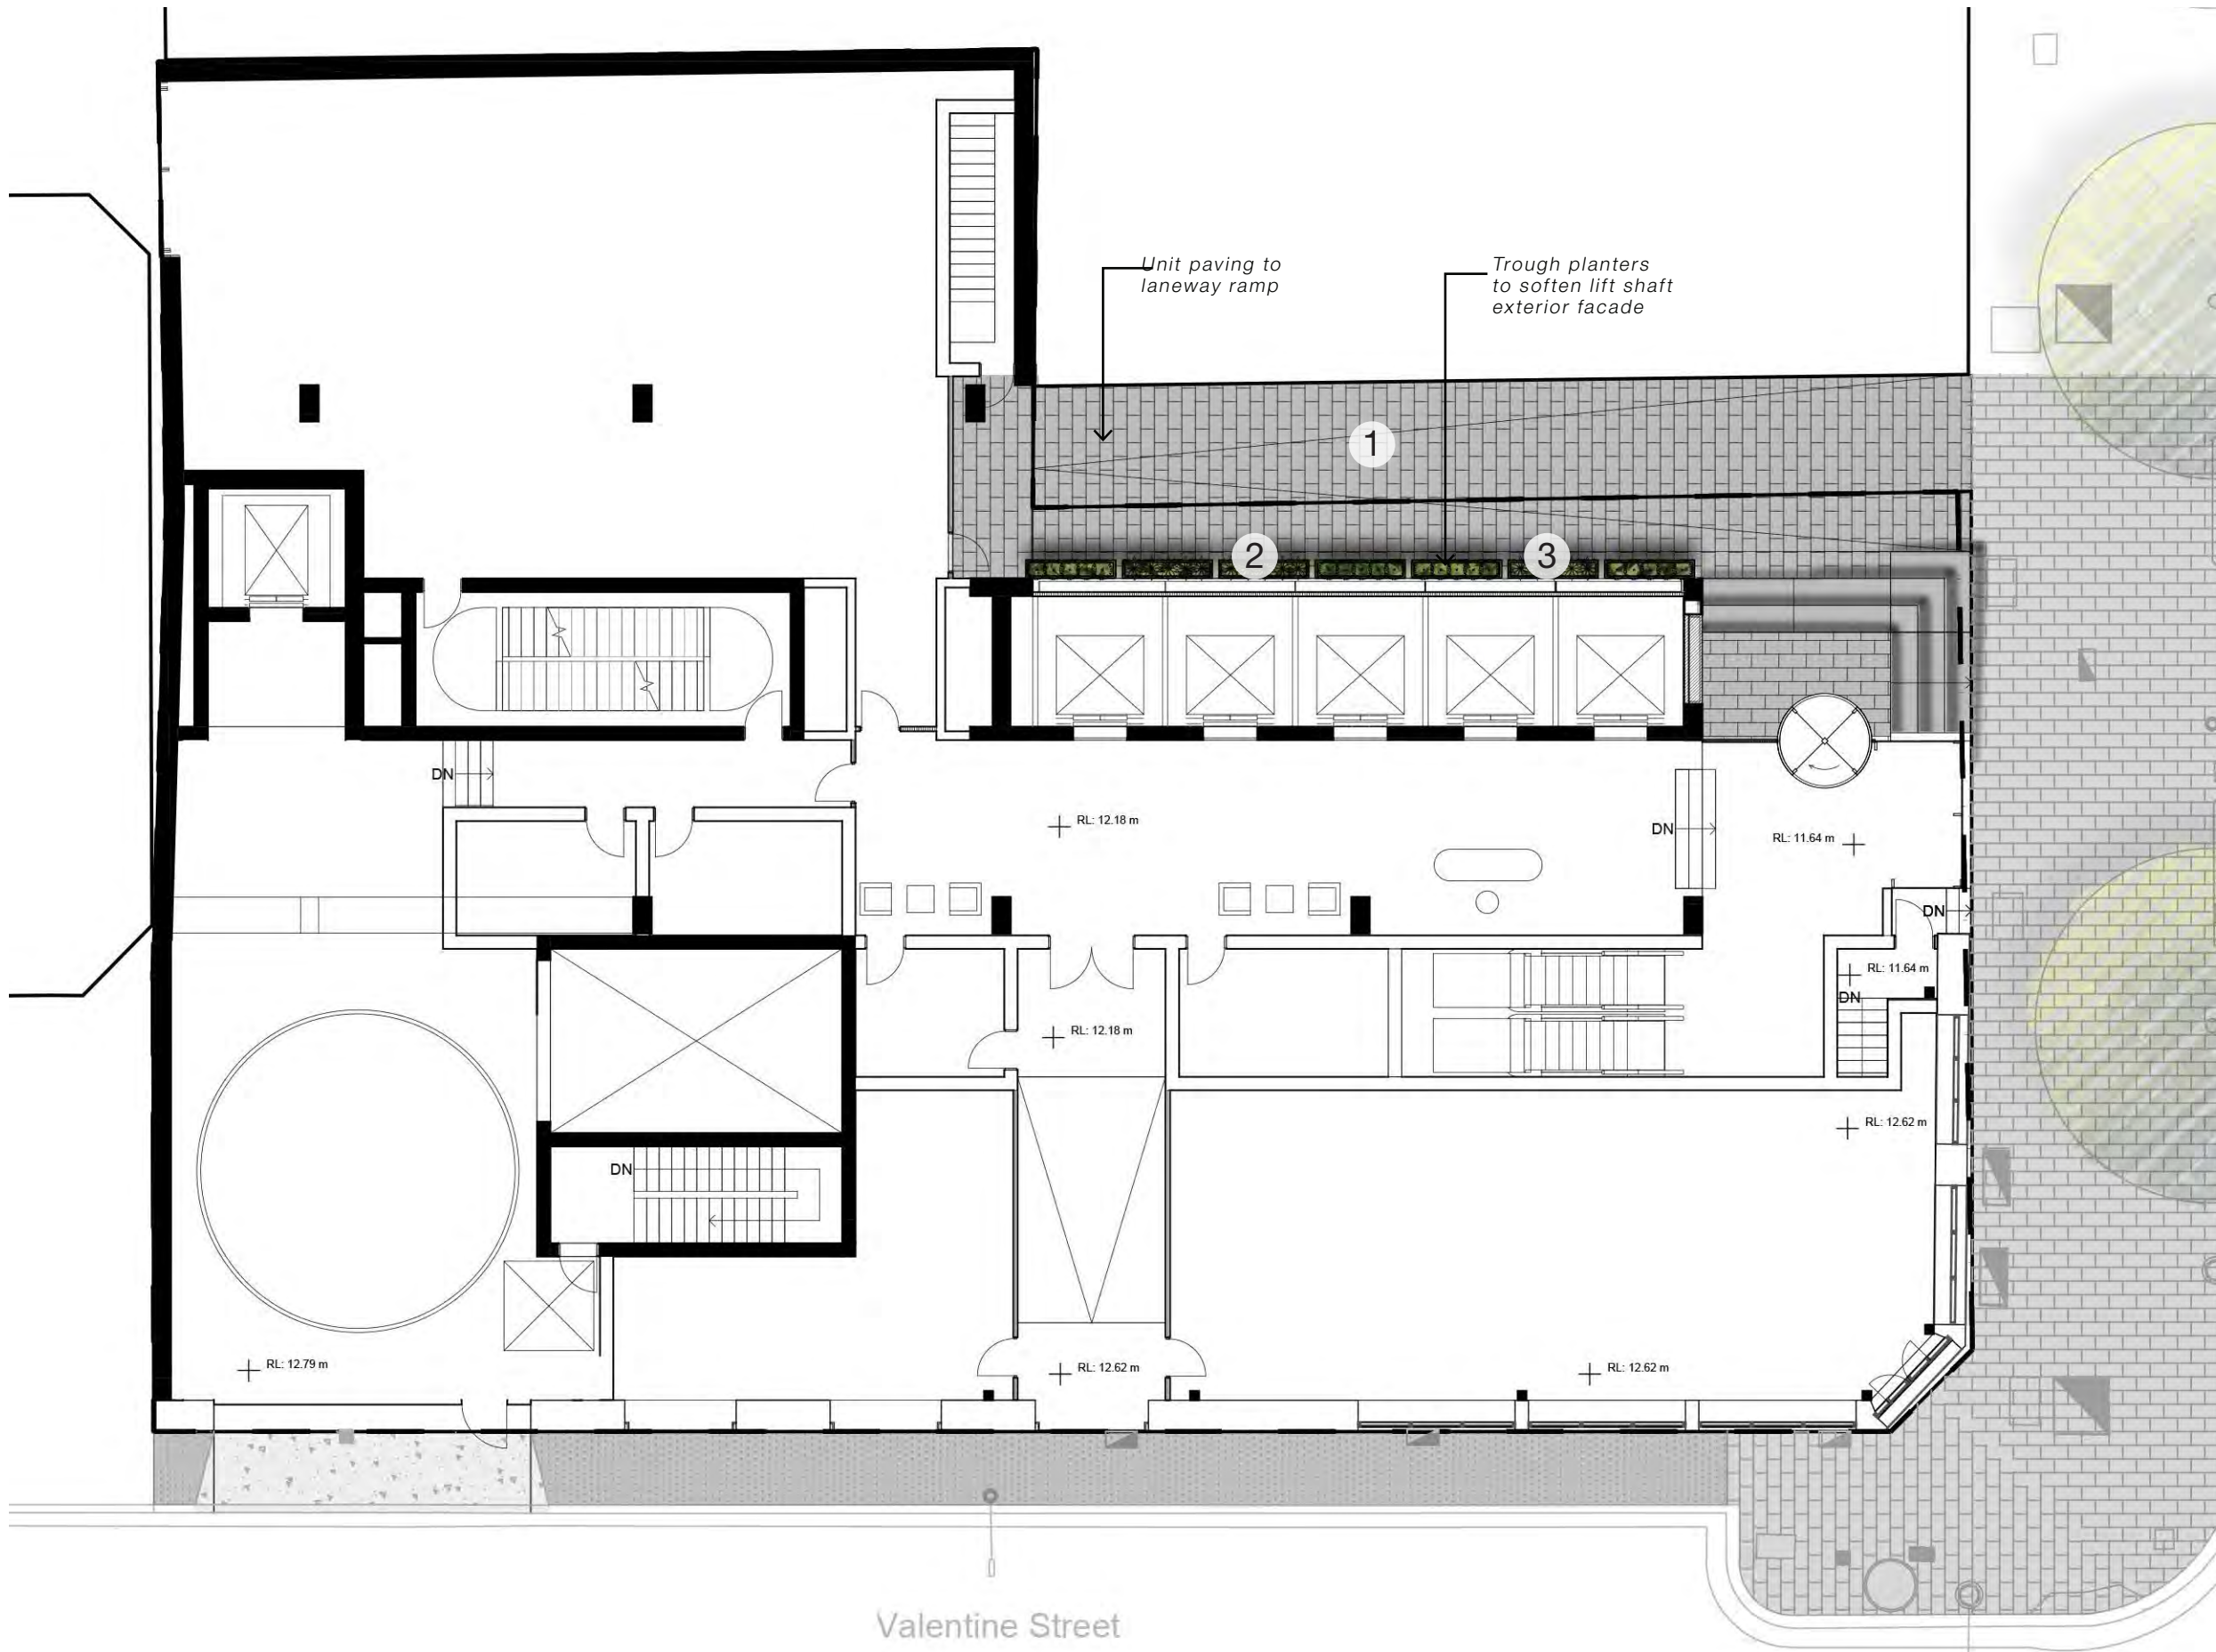 Unit paving to
laneway ramp
Trough planters
to soften lift shaft
exterior facade
1
2
3
DN
RL: 12.18 m
DN
RL: 11.64 m
DN
RL: 11.64 m
DN
RL: 12.18 m
RL: 12.62 m
DN
RL: 12.79 m
RL: 12.62 m
RL: 12.62 m
Valentine Street